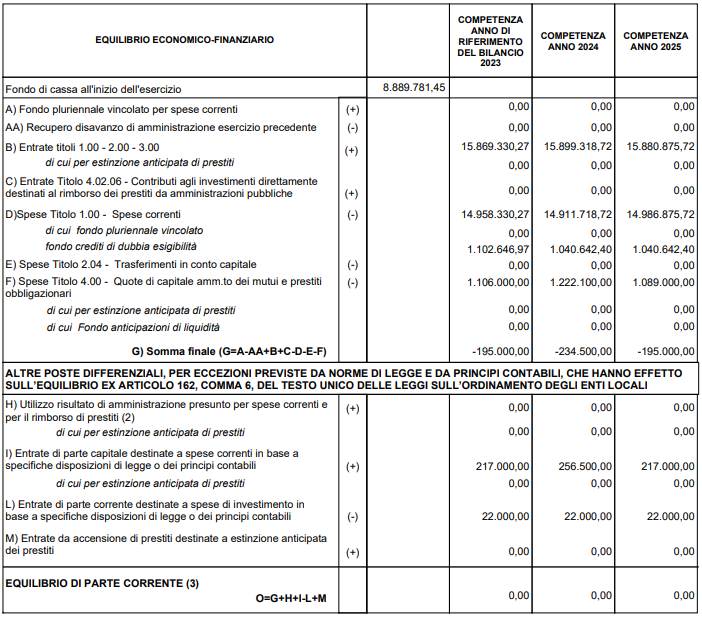 EQUILIBRIO ECONOMICO-FINANZIARIO
COMPETENZA
ANNO DI
RIFERIMENTO
DEL BILANCIO
2023
COMPETENZA
ANNO 2024
COMPETENZA
ANNO 2025
Fondo di cassa all'inizio dell'esercizio 8.889.781,45
A) Fondo pluriennale vincolato per spese correnti (+) 0,00 0,00 0,00
AA) Recupero disavanzo di amministrazione esercizio precedente (-) 0,00 0,00 0,00
B) Entrate titoli 1.00 - 2.00 - 3.00 (+) 15.869.330,27 15.899.318,72 15.880.875,72
di cui per estinzione anticipata di prestiti 0,00 0,00 0,00
C) Entrate Titolo 4.02.06 - Contributi agli investimenti direttamente
destinati al rimborso dei prestiti da amministrazioni pubbliche (+) 0,00 0,00 0,00
D)Spese Titolo 1.00 - Spese correnti (-) 14.958.330,27 14.911.718,72 14.986.875,72
di cui fondo pluriennale vincolato 0,00 0,00 0,00
fondo crediti di dubbia esigibilità 1.102.646,97 1.040.642,40 1.040.642,40
E) Spese Titolo 2.04 - Trasferimenti in conto capitale (-) 0,00 0,00 0,00
F) Spese Titolo 4.00 - Quote di capitale amm.to dei mutui e prestiti (-) 1.106.000,00 1.222.100,00 1.089.000,00
obbligazionari
di cui per estinzione anticipata di prestiti 0,00 0,00 0,00
di cui Fondo anticipazioni di liquidità 0,00 0,00 0,00
G) Somma finale (G=A-AA+B+C-D-E-F) -195.000,00 -234.500,00 -195.000,00
ALTRE POSTE DIFFERENZIALI, PER ECCEZIONI PREVISTE DA NORME DI LEGGE E DA PRINCIPI CONTABILI, CHE HANNO EFFETTO
SULL'EQUILIBRIO EX ARTICOLO 162, COMMA 6, DEL TESTO UNICO DELLE LEGGI SULL'ORDINAMENTO DEGLI ENTI LOCALI
H) Utilizzo risultato di amministrazione presunto per spese correnti e (+) 0,00 0,00 0,00
per il rimborso di prestiti (2)
di cui per estinzione anticipata di prestiti 0,00 0,00 0,00
I) Entrate di parte capitale destinate a spese correnti in base a
specifiche disposizioni di legge o dei principi contabili (+) 217.000,00 256.500,00 217.000,00
di cui per estinzione anticipata di prestiti 0,00 0,00 0,00
L) Entrate di parte corrente destinate a spese di investimento in
base a specifiche disposizioni di legge o dei principi contabili (-) 22.000,00 22.000,00 22.000,00
M) Entrate da accensione di prestiti destinate a estinzione anticipata
dei prestiti (+) 0,00 0,00 0,00
EQUILIBRIO DI PARTE CORRENTE (3)
O=G+H+I-L+M 0,00 0,00 0,00